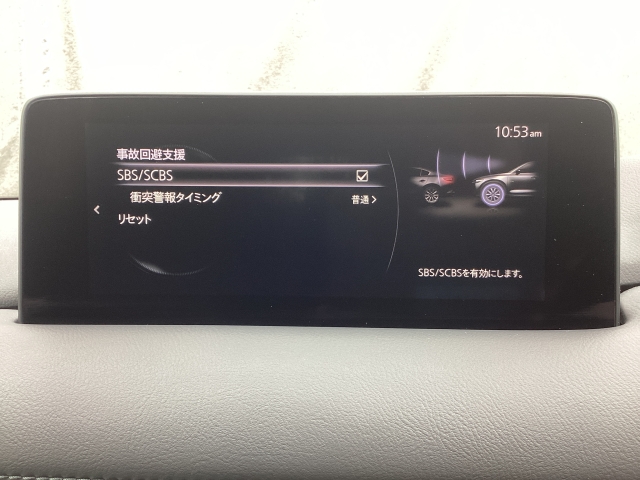 10:53am
事故回避支援
SBS/SCBS
衝突警報タイミング 普通
リセット
SBS/SCBSを有効にします。